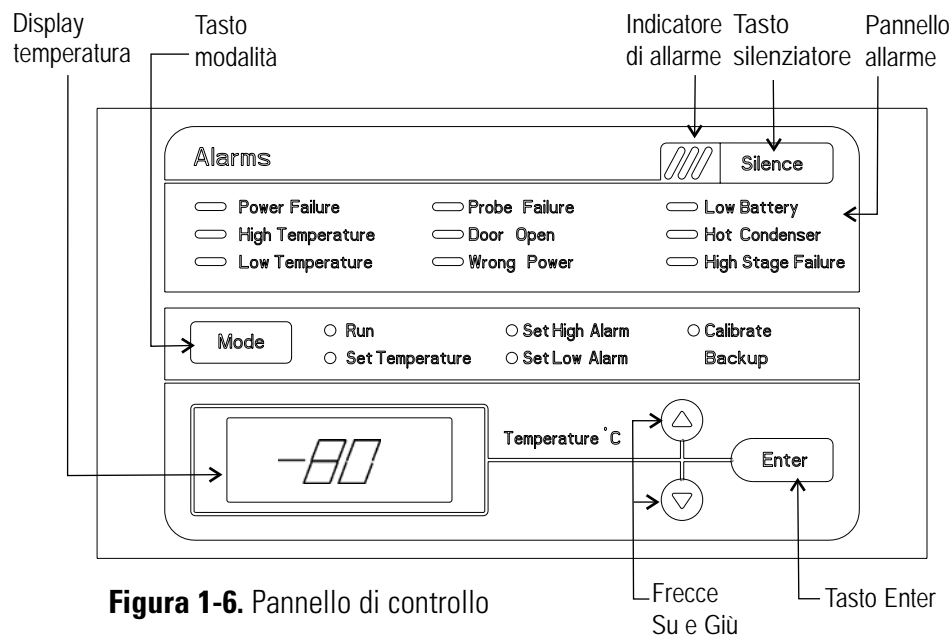 Display temperatura
Tasto modalità
Indicatore di allarme
Tasto silenziatore
Pannello allarme
Alarms
Silence
Power Failure
Probe Failure
Low Battery
High Temperature
Door Open
Hot Condenser
Low Temperature
Wrong Power
High Stage Failure
Mode
Run
Set High Alarm
Calibrate
Set Temperature
Set Low Alarm
Backup
-80
Temperature °C
Enter
Frecce Su e Giù
Tasto Enter
Figura 1-6. Pannello di controllo